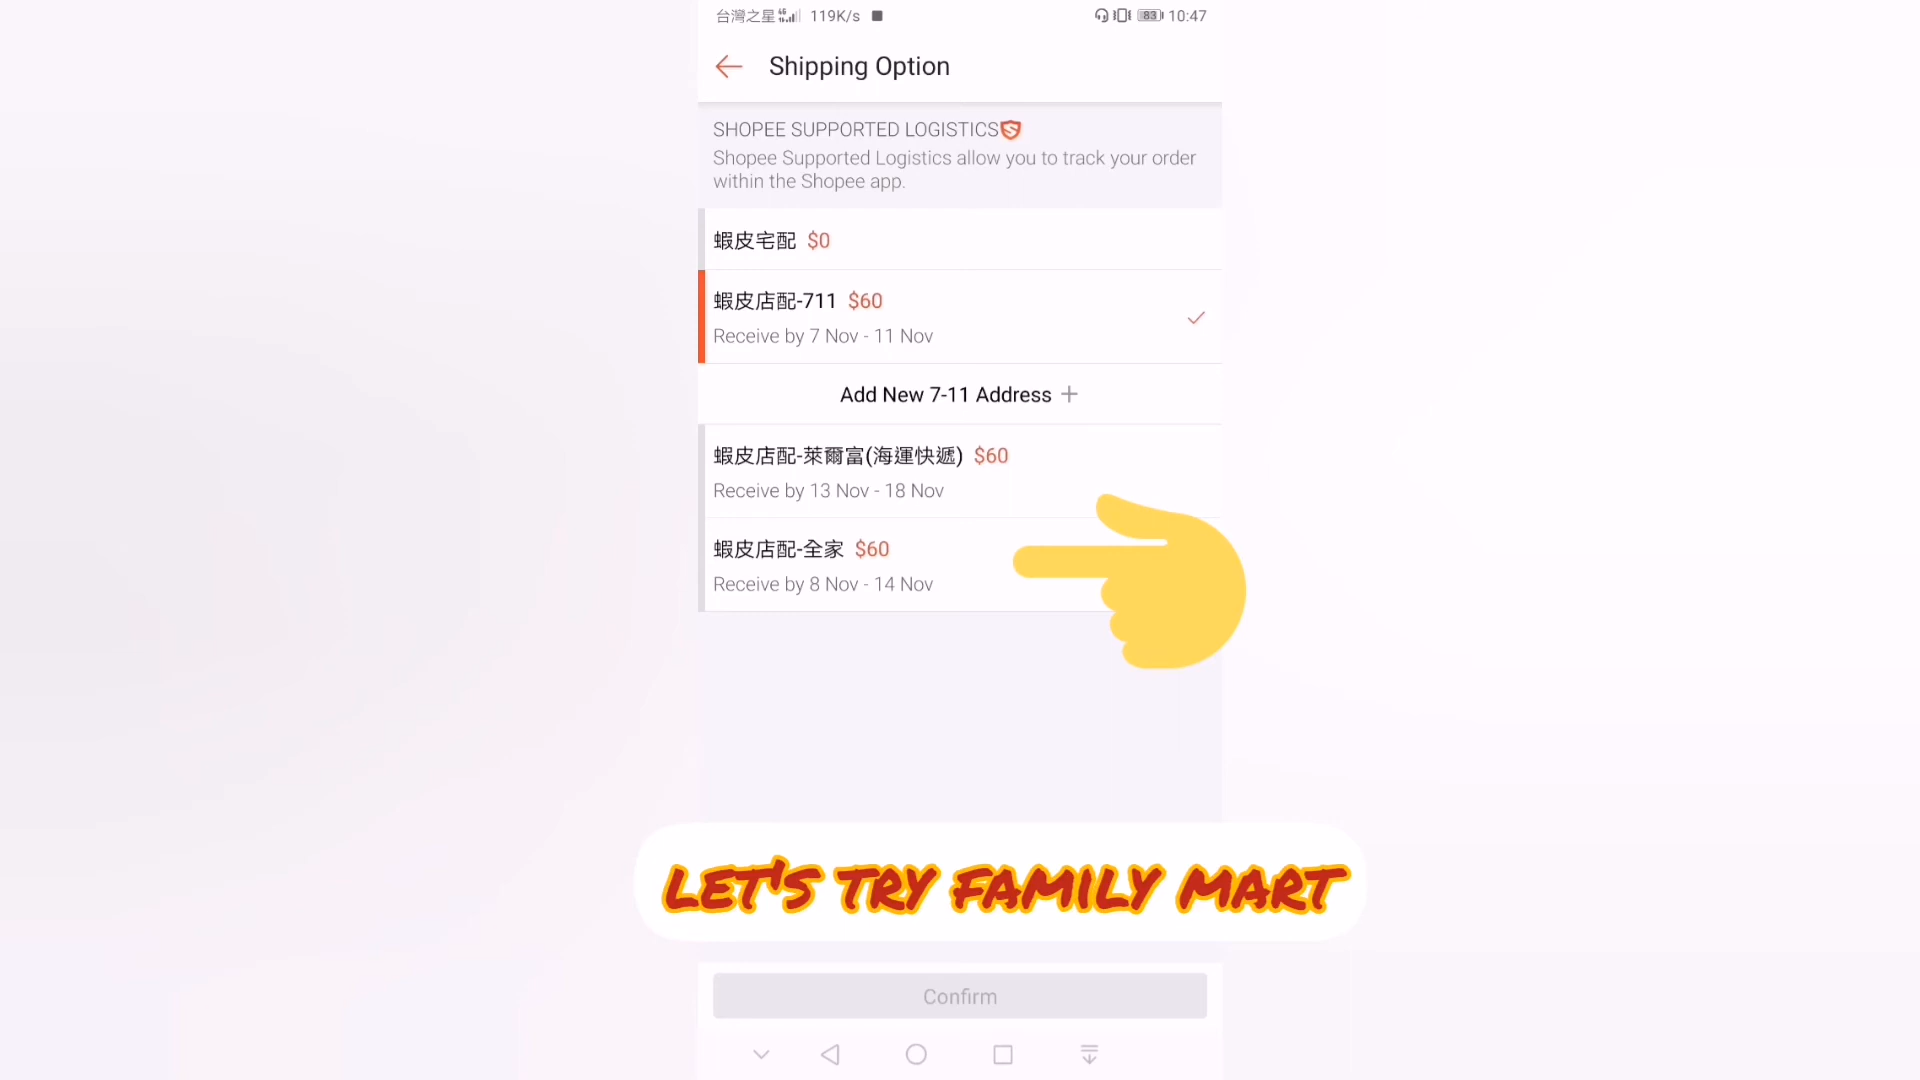 台灣之星 4G 119K/s 83 10:47
Shipping Option
SHOPEE SUPPORTED LOGISTICS
Shopee Supported Logistics allow you to track your order
within the Shopee app.
蝦皮宅配 $0
蝦皮店配-711 $60
Receive by 7 Nov - 11 Nov
Add New 7-11 Address +
蝦皮店配-萊爾富(海運快遞) $60
Receive by 13 Nov - 18 Nov
蝦皮店配-全家 $60
Receive by 8 Nov - 14 Nov
LET'S TRY FAMILY MART
Confirm